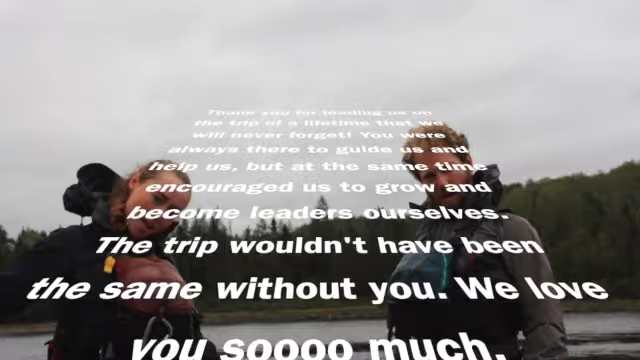 Thank you for leading us on
the trip of a lifetime that we
will never forget! You were
always there to guide us and
help us, but at the same time
encouraged us to grow and
become leaders ourselves.
The trip wouldn't have been
the same without you. We love
you soooo much.